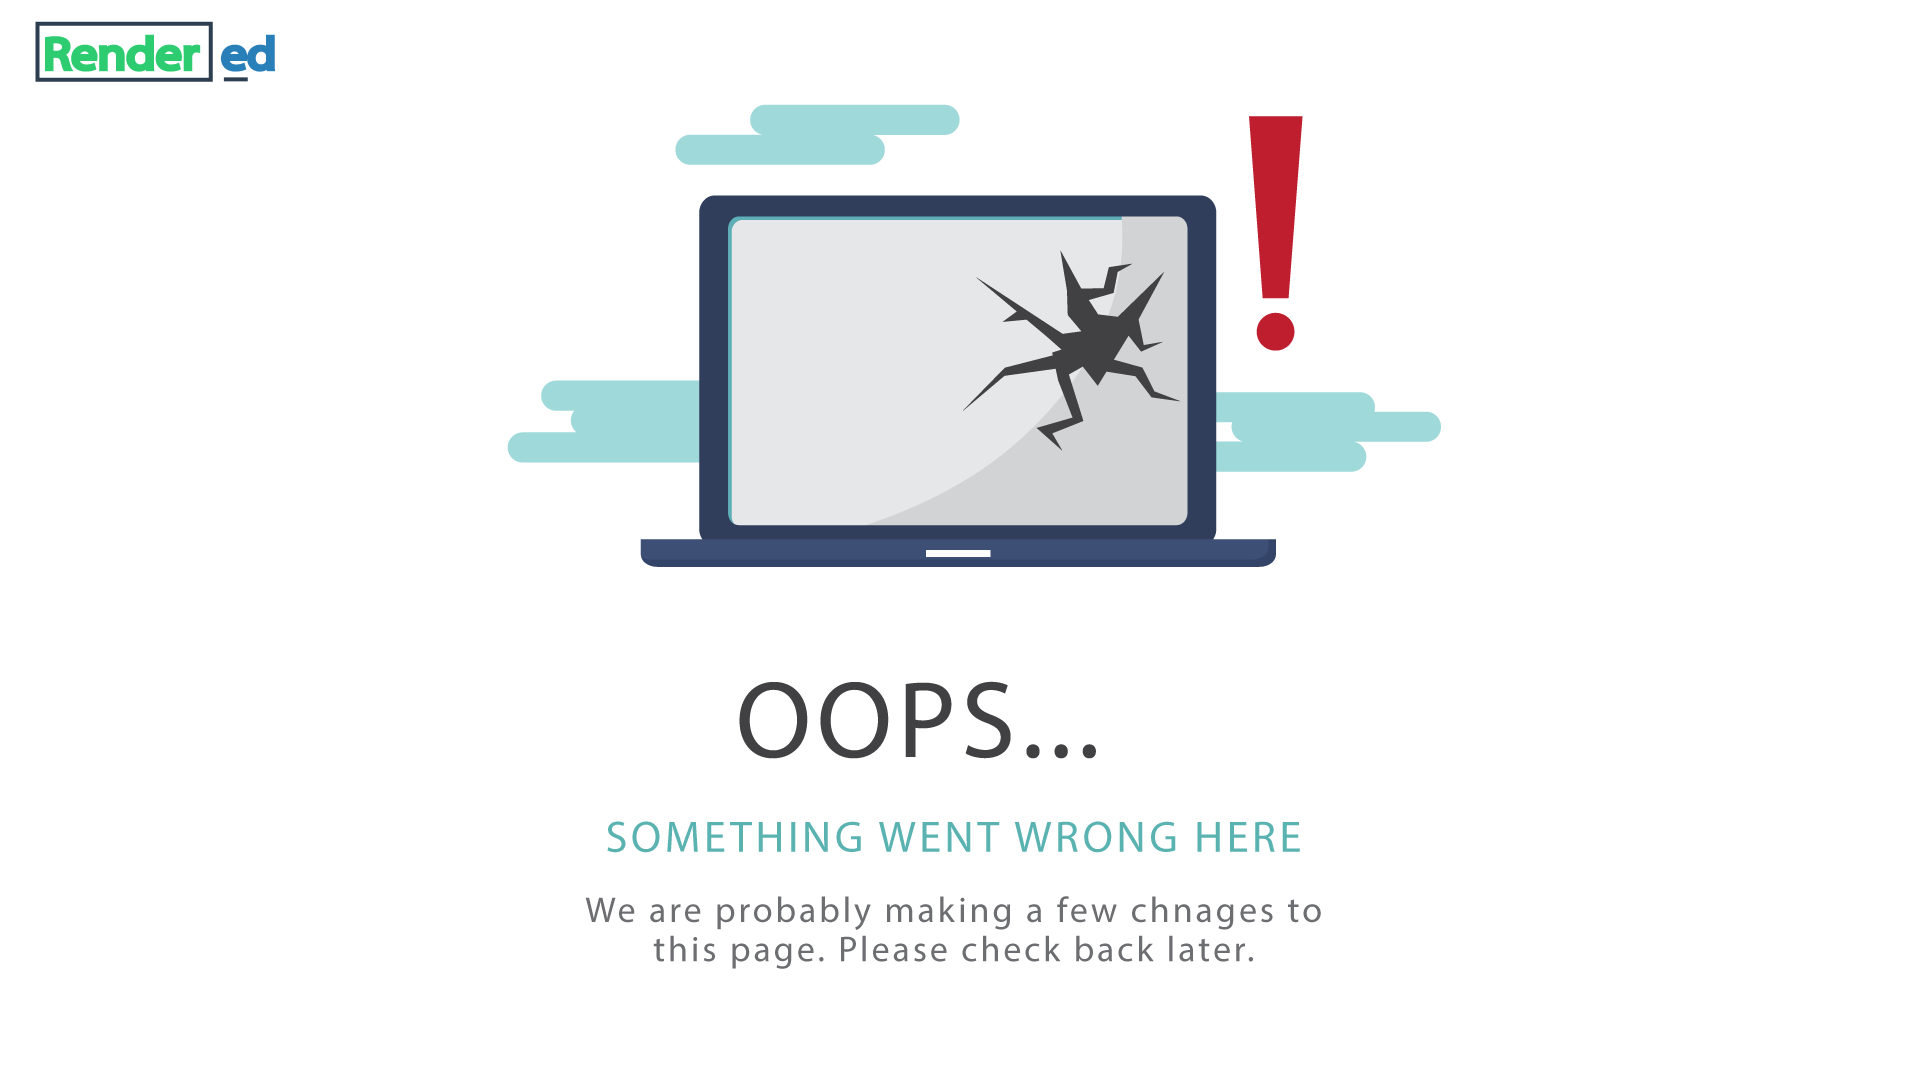 Render ed
OOPS...
SOMETHING WENT WRONG HERE
We are probably making a few chnages to
this page. Please check back later.